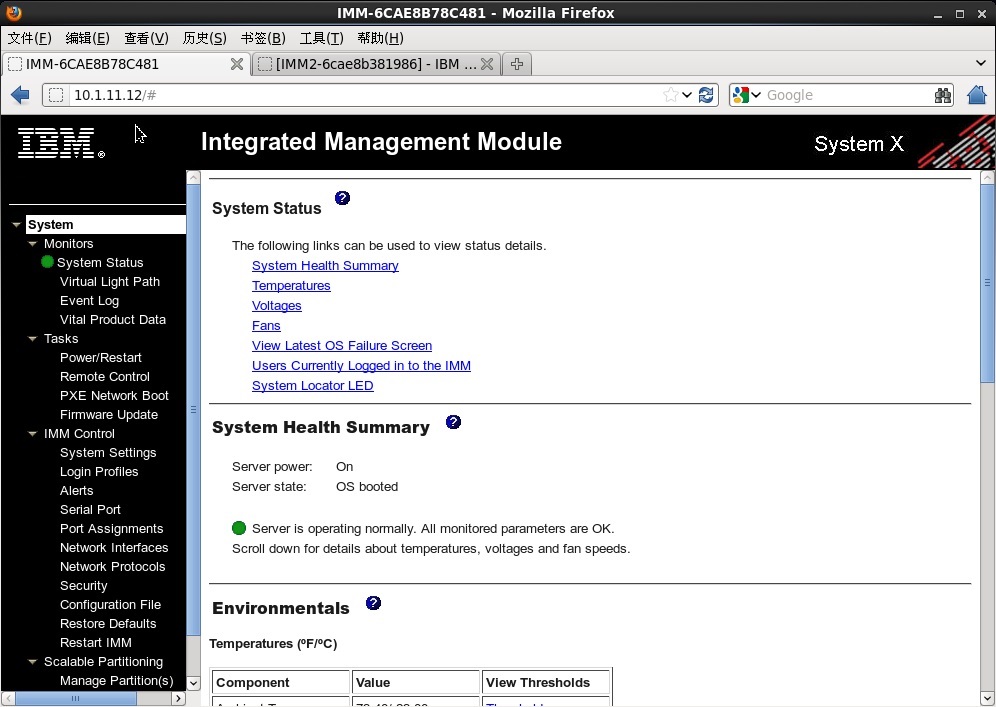 IMM-6CAE8B78C481 - Mozilla Firefox
文件(F) 编辑(E) 查看(V) 历史(S) 书签(B) 工具(T) 帮助(H)
IMM-6CAE8B78C481 [IMM2-6cae8b381986] - IBM ...
10.1.11.12/# Google
IBM® Integrated Management Module System X
System
Monitors
System Status
Virtual Light Path
Event Log
Vital Product Data
Tasks
Power/Restart
Remote Control
PXE Network Boot
Firmware Update
IMM Control
System Settings
Login Profiles
Alerts
Serial Port
Port Assignments
Network Interfaces
Network Protocols
Security
Configuration File
Restore Defaults
Restart IMM
Scalable Partitioning
Manage Partition(s)
System Status ?
The following links can be used to view status details.
System Health Summary
Temperatures
Voltages
Fans
View Latest OS Failure Screen
Users Currently Logged in to the IMM
System Locator LED
System Health Summary ?
Server power: On
Server state: OS booted
Server is operating normally. All monitored parameters are OK.
Scroll down for details about temperatures, voltages and fan speeds.
Environmentals ?
Temperatures (ºF/ºC)
Component Value View Thresholds